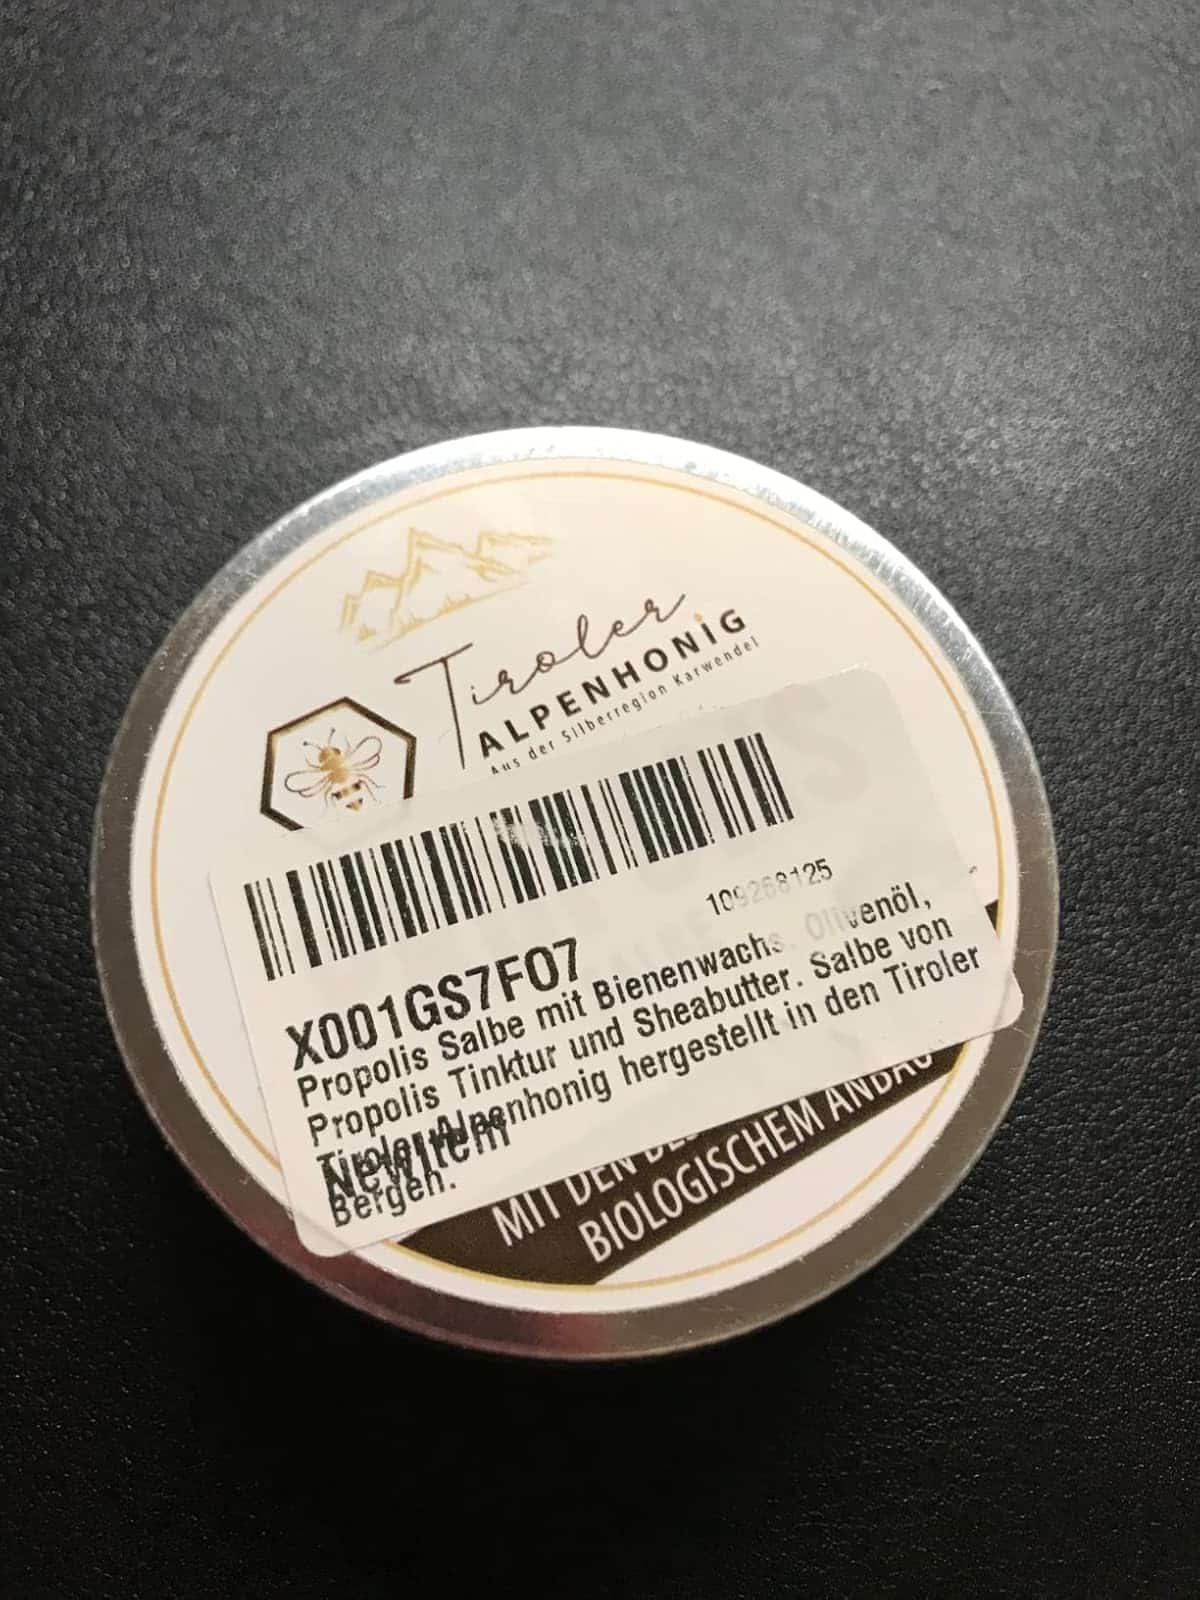 Tiroler
ALPENHONIG
Aus der Silberregion Karwendel
109268125
X001GS7FO7
Propolis Salbe mit Bienenwachs, Olivenöl,
Propolis Tinktur und Sheabutter. Salbe von
Tiroler Alpenhonig hergestellt in den Tiroler
NewItem
Bergen.
MIT DEN
BIOLOGISCHEM ANBAU